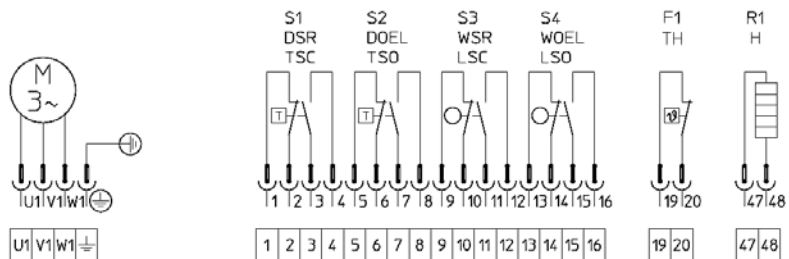 S1 S2 S3 S4 F1 R1
DSR DOEL WSR WOEL TH H
TSC TSO LSC LSO
M
3~
T T ϑ
U1 V1 W1 1 2 3 4 5 6 7 8 9 10 11 12 13 14 15 16 19 20 47 48
U1 V1 W1 1 2 3 4 5 6 7 8 9 10 11 12 13 14 15 16 19 20 47 48